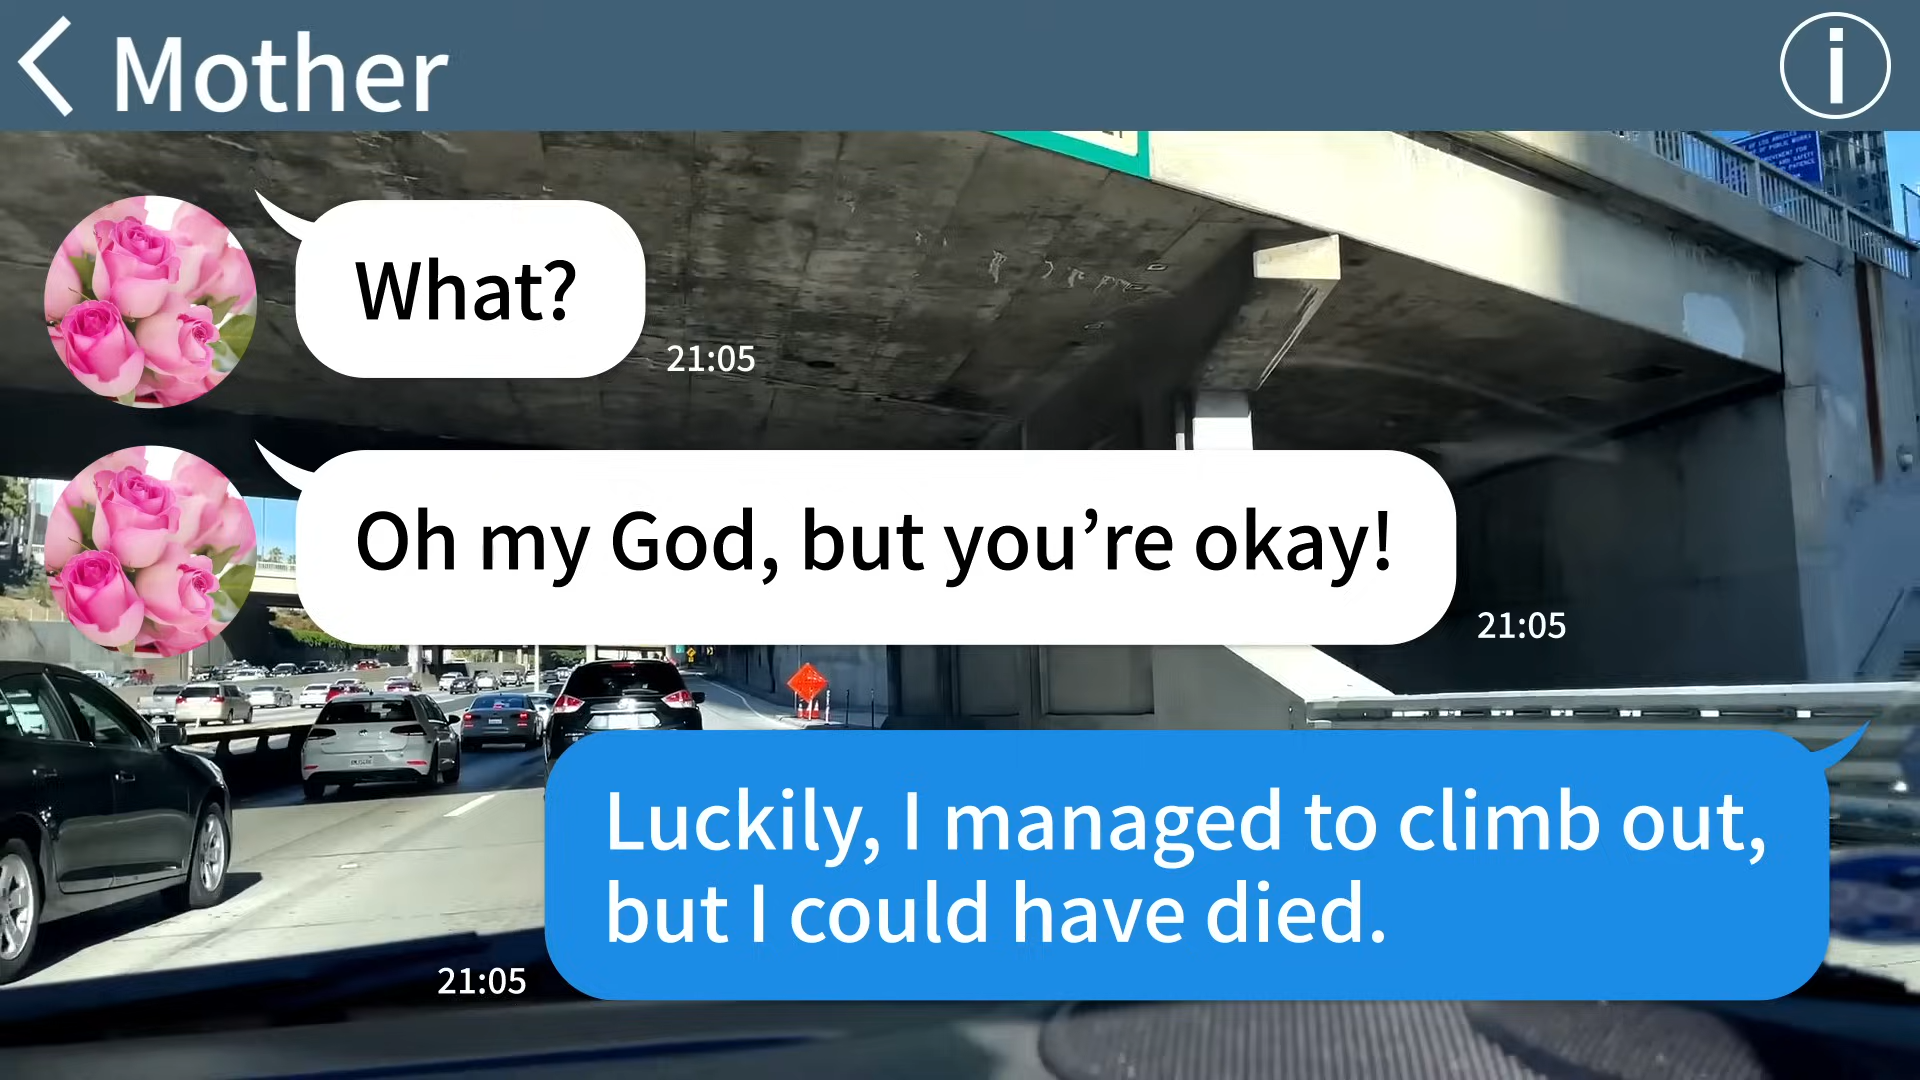 Mother
What?
21:05
Oh my God, but you’re okay!
21:05
Luckily, I managed to climb out,
but I could have died.
21:05